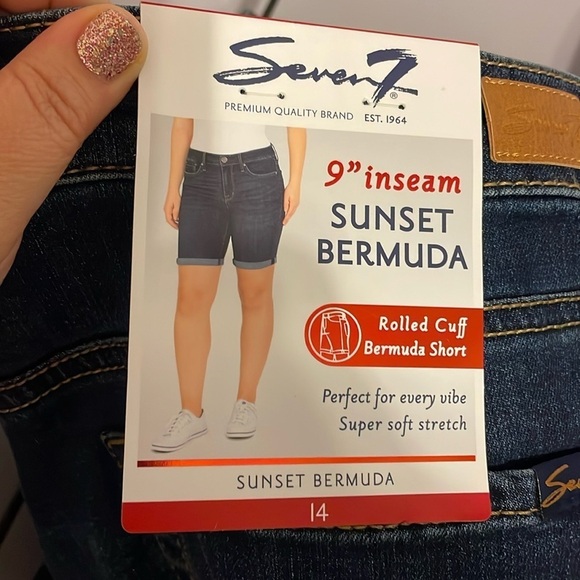 Seven7®
PREMIUM QUALITY BRAND EST. 1964
9" inseam
SUNSET
BERMUDA
Rolled Cuff
Bermuda Short
Perfect for every vibe
Super soft stretch
SUNSET BERMUDA
14